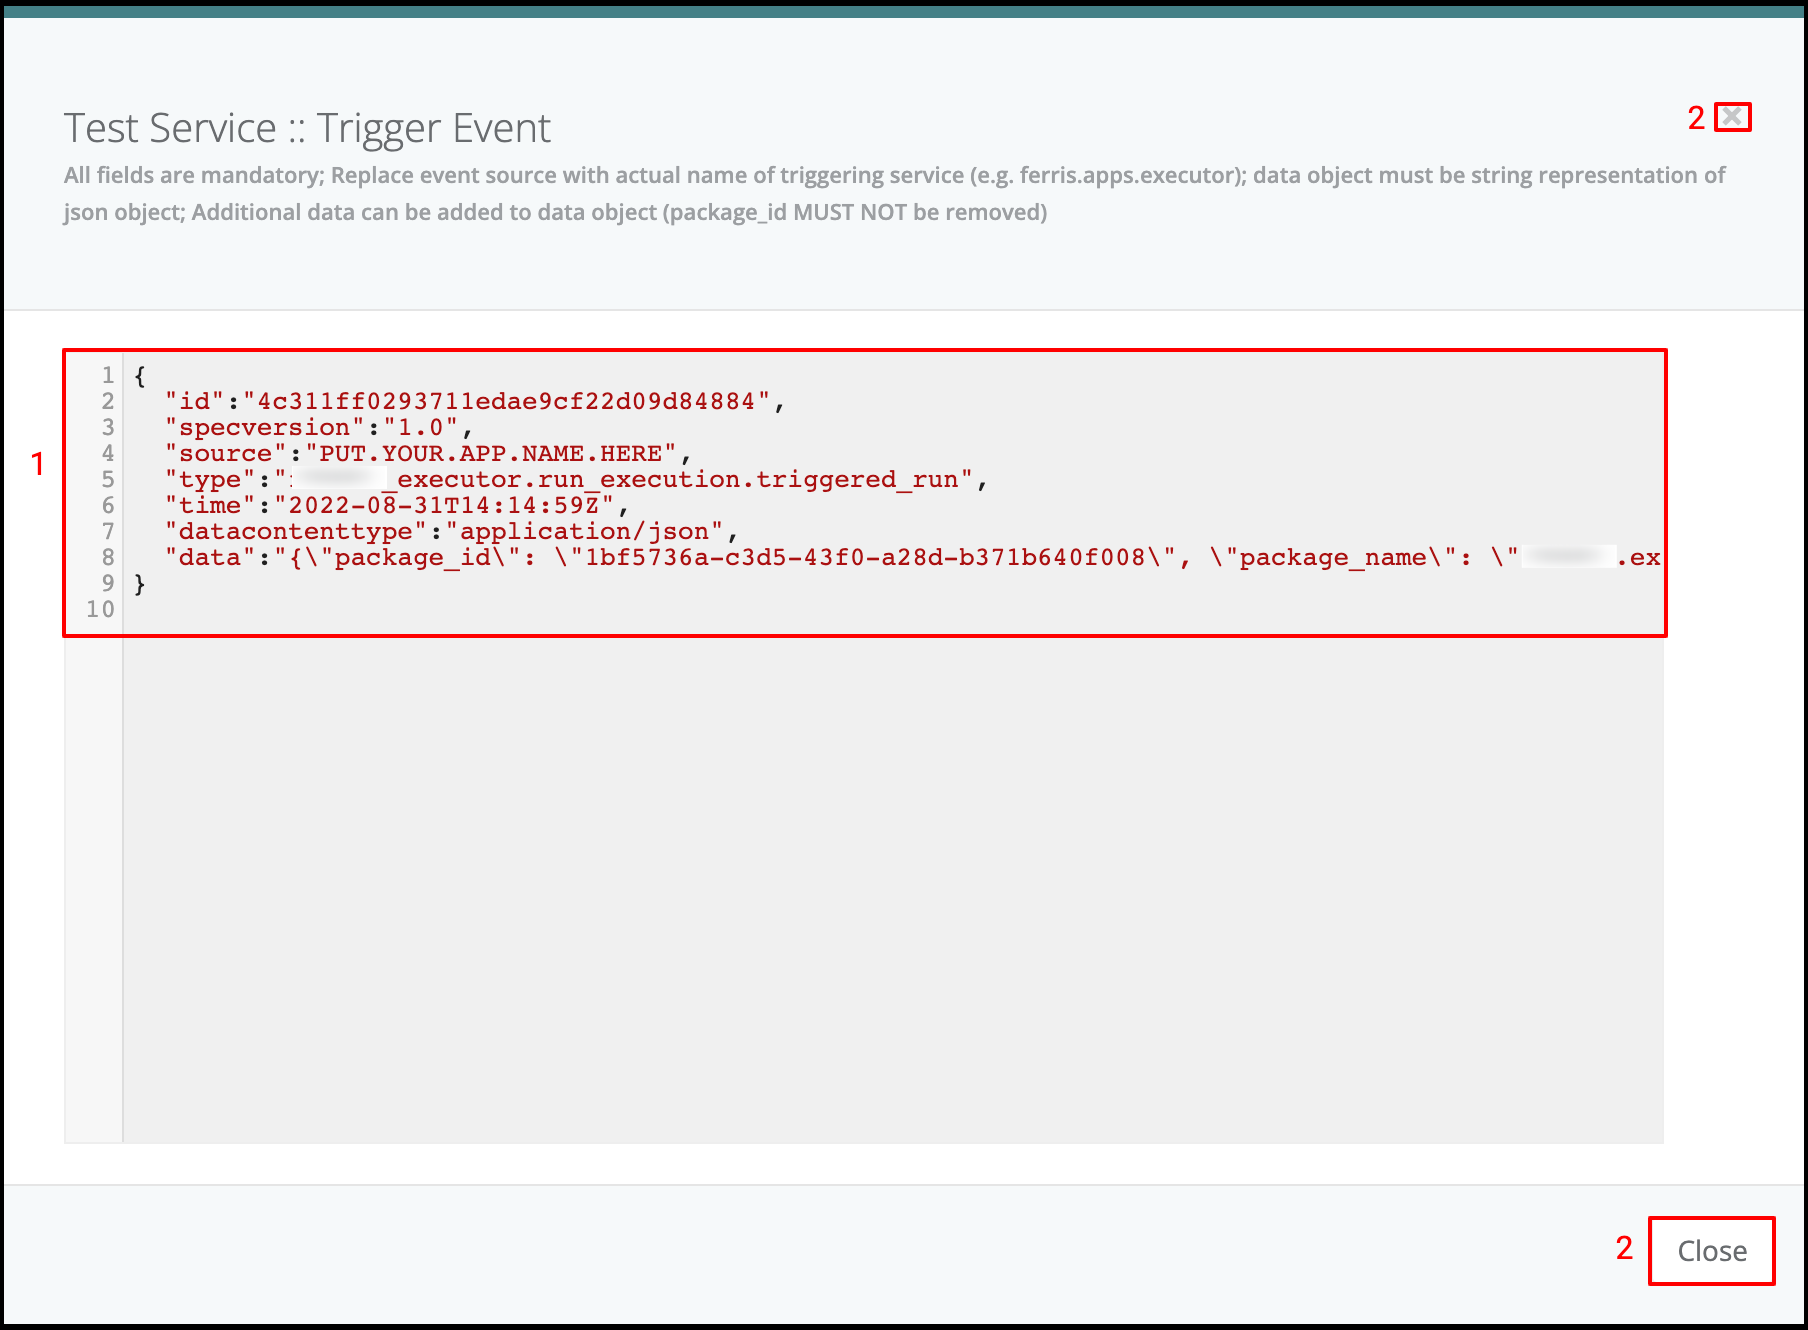 Test Service :: Trigger Event
2
All fields are mandatory; Replace event source with actual name of triggering service (e.g. ferris.apps.executor); data object must be string representation of
json object; Additional data can be added to data object (package_id MUST NOT be removed)
1
1 {
2 "id":"4c311ff0293711edae9cf22d09d84884",
3 "specversion":"1.0",
4 "source":"PUT.YOUR.APP.NAME.HERE",
5 "type":" _executor.run_execution.triggered_run",
6 "time":"2022-08-31T14:14:59Z",
7 "datacontenttype":"application/json",
8 "data":"{\"package_id\": \"1bf5736a-c3d5-43f0-a28d-b371b640f008\", \"package_name\": \" .ex
9 }
10
2 Close